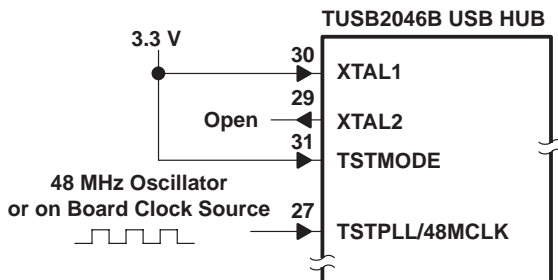 TUSB2046B USB HUB
3.3 V
30
XTAL1
29
Open
XTAL2
31
TSTMODE
48 MHz Oscillator
or on Board Clock Source
27
TSTPLL/48MCLK